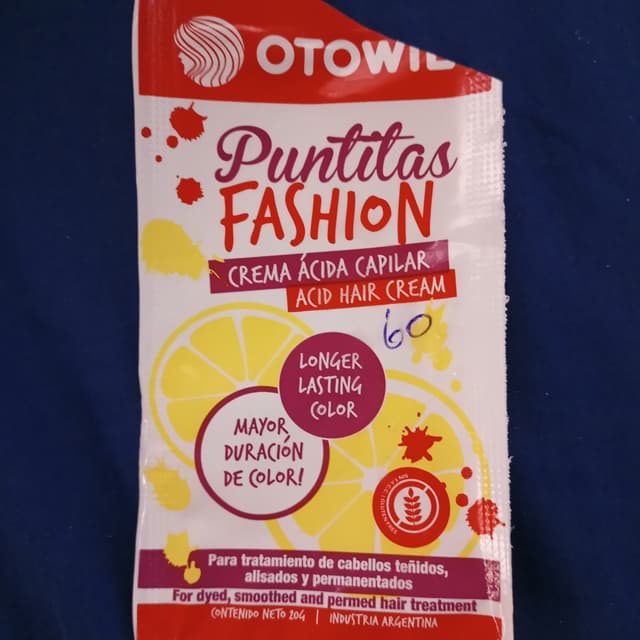 OTOWIL
Puntitas
FASHION
CREMA ÁCIDA CAPILAR
ACID HAIR CREAM
60
LONGER
LASTING
COLOR
MAYOR
DURACIÓN
DE COLOR!
Para tratamiento de cabellos teñidos,
alisados y permanentados
For dyed, smoothed and permed hair treatment
CONTENIDO NETO 20G | INDUSTRIA ARGENTINA